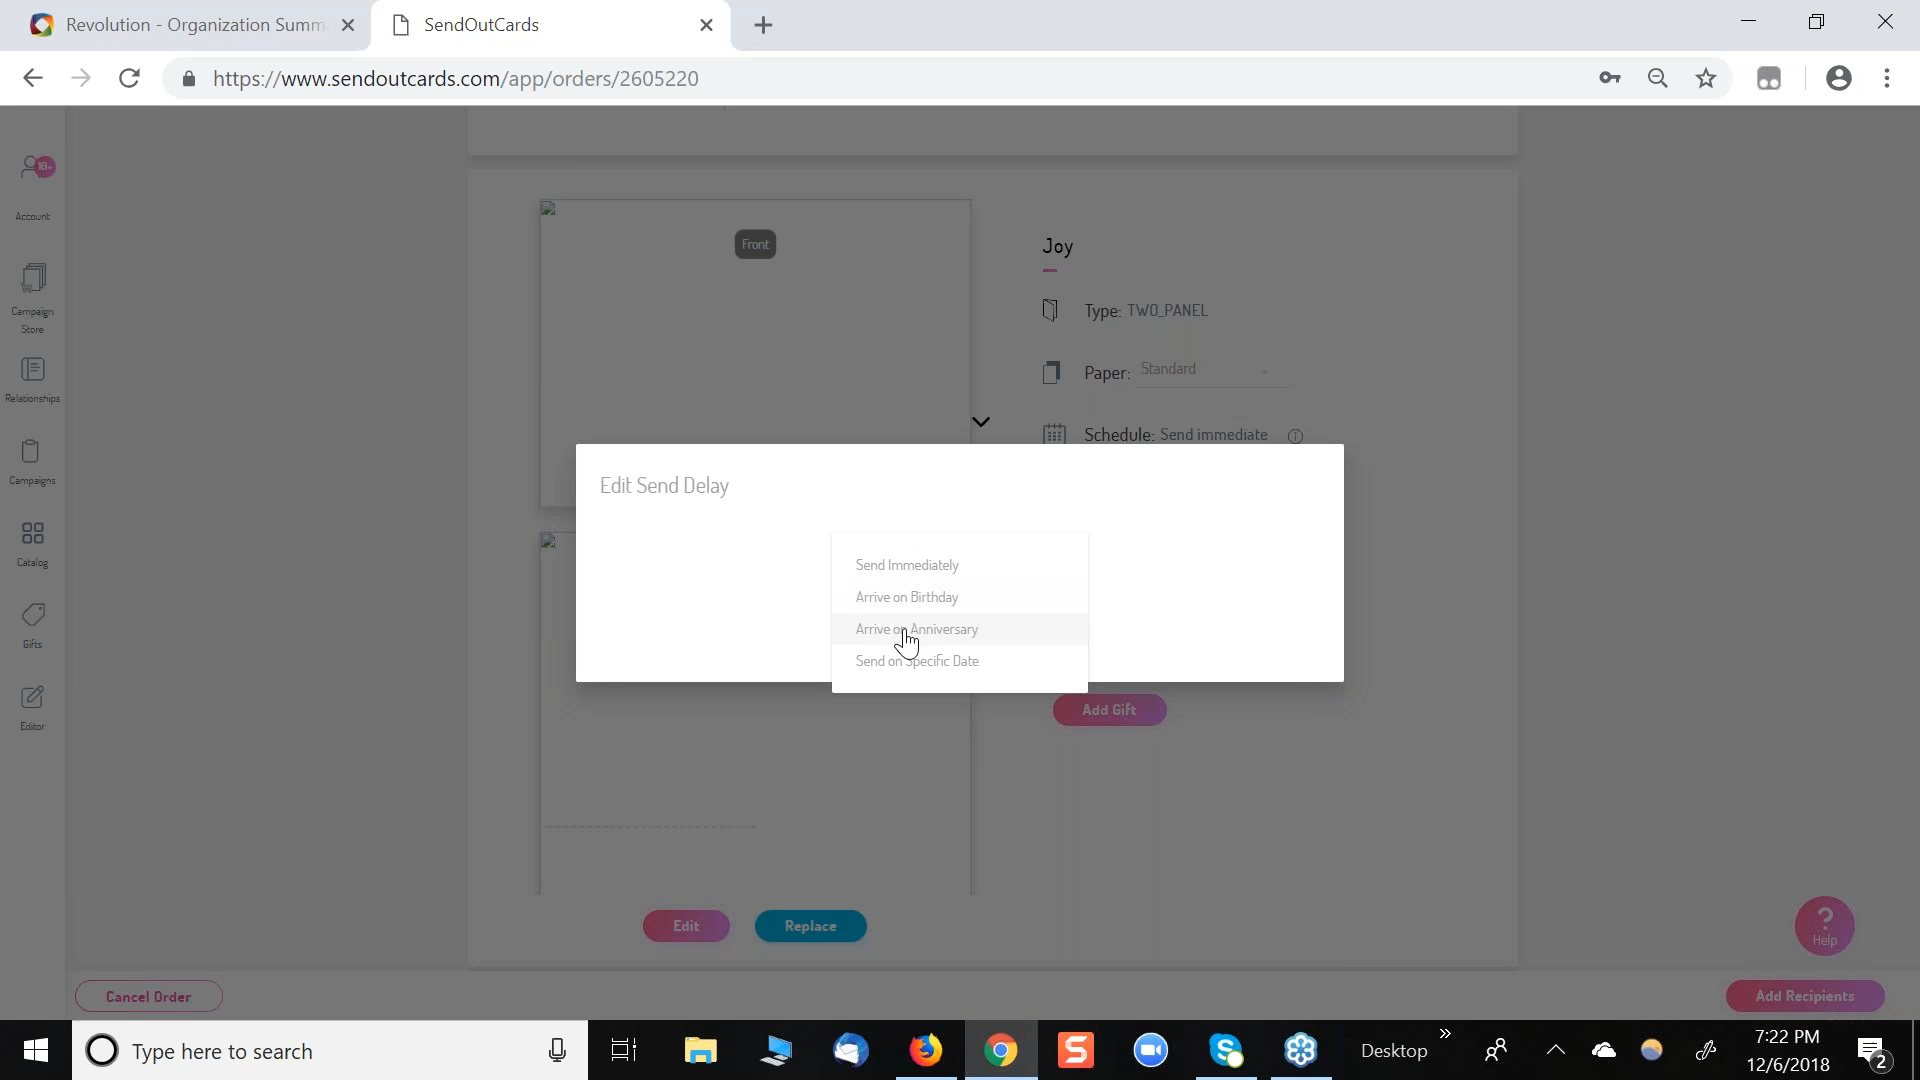 Revolution - Organization Summ
SendOutCards
https://www.sendoutcards.com/app/orders/2605220
10+
Account
Campaign
Store
Relationships
Campaigns
Catalog
Gifts
Editor
Front
Joy
Type: TWO_PANEL
Paper: Standard
Schedule: Send immediate
Edit Send Delay
Send Immediately
Arrive on Birthday
Arrive on Anniversary
Send on Specific Date
Add Gift
Edit
Replace
?
Help
Cancel Order
Add Recipients
Type here to search
Desktop
7:22 PM
12/6/2018
2